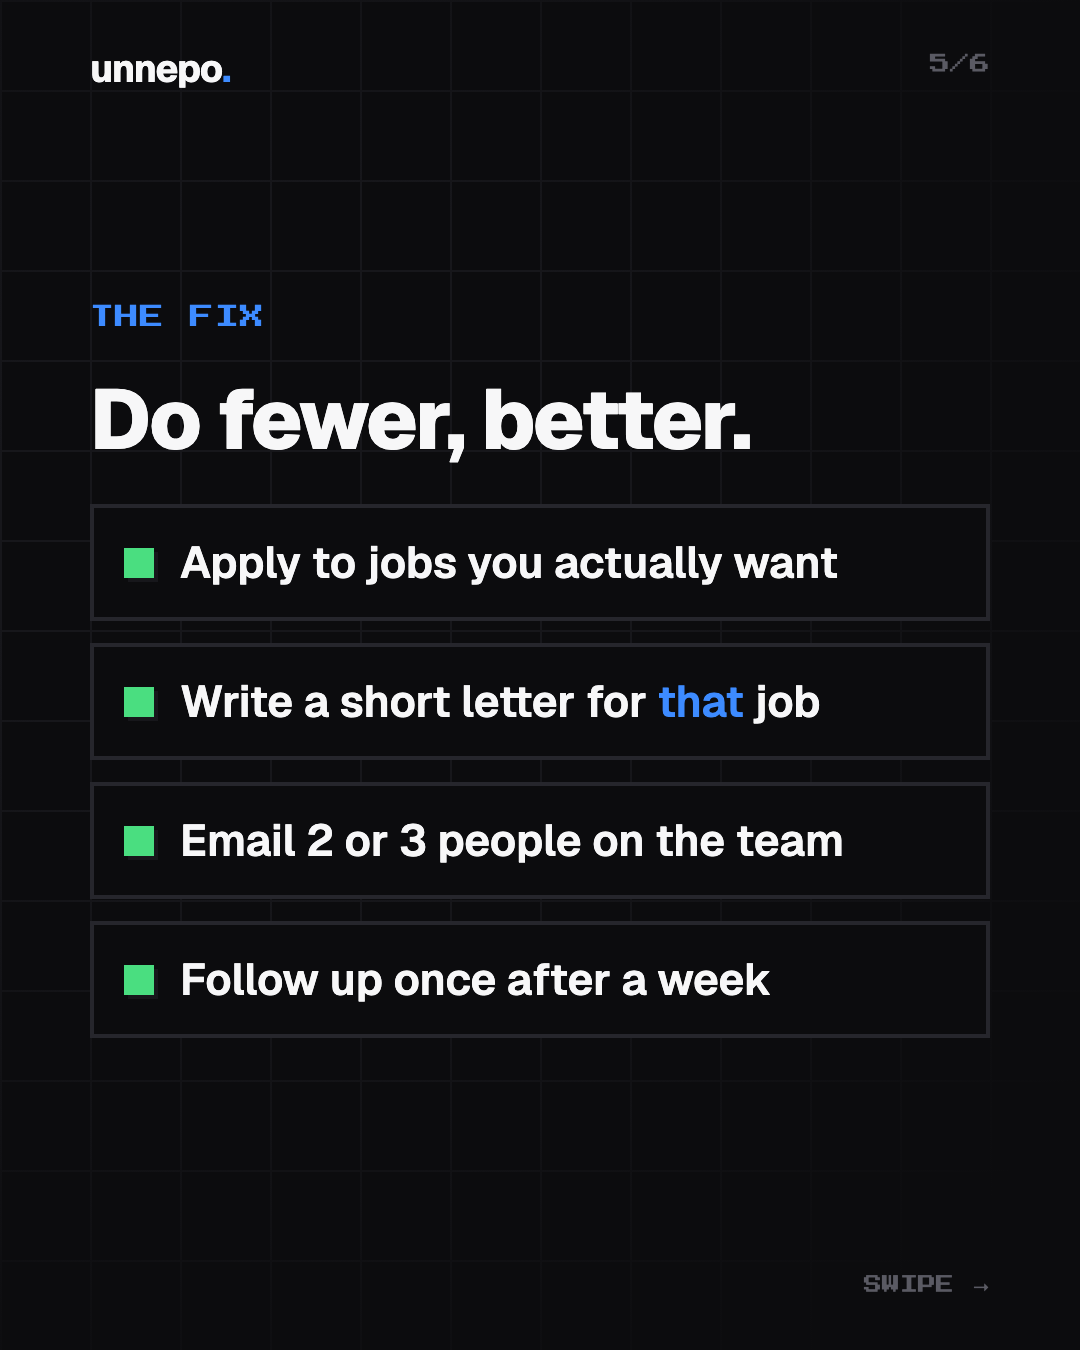 unnepo.
5/6
THE FIX
Do fewer, better.
Apply to jobs you actually want
Write a short letter for that job
Email 2 or 3 people on the team
Follow up once after a week
SWIPE →